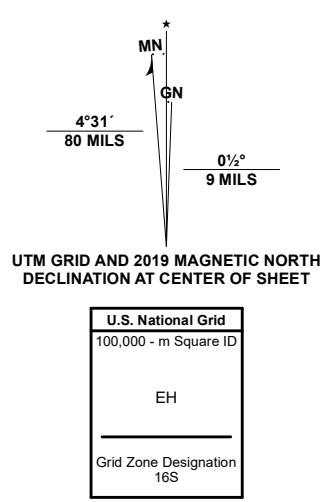 ★
MN
GN
4°31´
80 MILS
0½°
9 MILS
UTM GRID AND 2019 MAGNETIC NORTH
DECLINATION AT CENTER OF SHEET
U.S. National Grid
100,000 - m Square ID
EH
Grid Zone Designation
16S